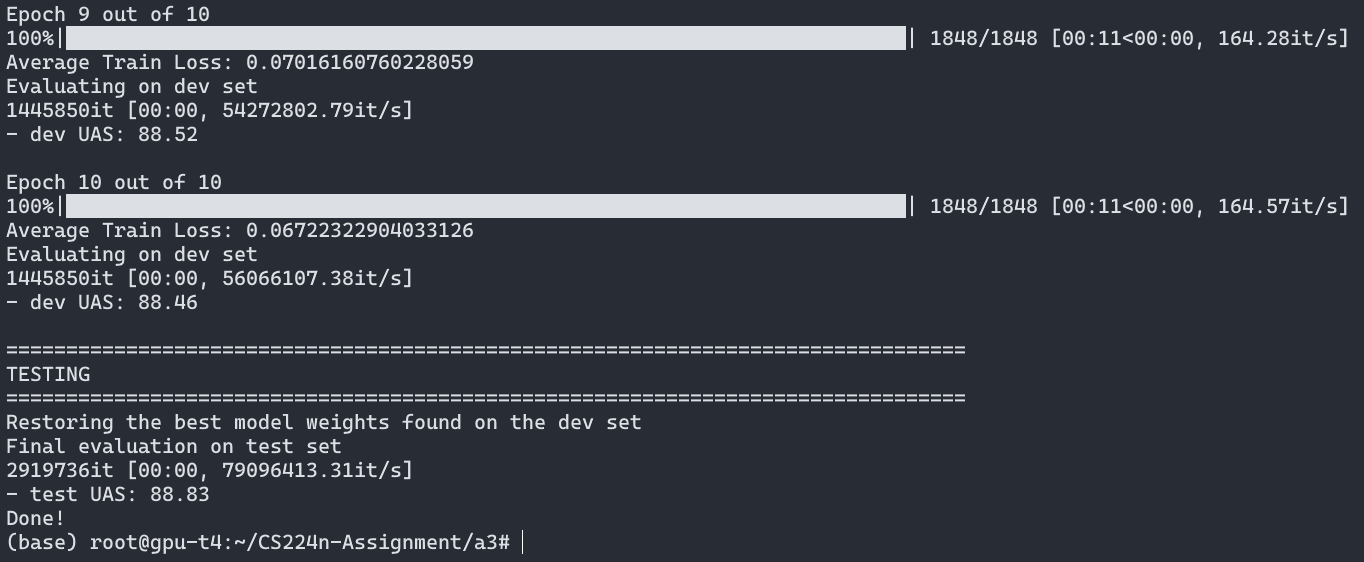 Epoch 9 out of 10
100%|██████████████████████████████████████████████████████████████████████| 1848/1848 [00:11<00:00, 164.28it/s]
Average Train Loss: 0.07016160760228059
Evaluating on dev set
1445850it [00:00, 54272802.79it/s]
- dev UAS: 88.52
Epoch 10 out of 10
100%|██████████████████████████████████████████████████████████████████████| 1848/1848 [00:11<00:00, 164.57it/s]
Average Train Loss: 0.06722322904033126
Evaluating on dev set
1445850it [00:00, 56066107.38it/s]
- dev UAS: 88.46
================================================================================
TESTING
================================================================================
Restoring the best model weights found on the dev set
Final evaluation on test set
2919736it [00:00, 79096413.31it/s]
- test UAS: 88.83
Done!
(base) root@gpu-t4:~/CS224n-Assignment/a3#